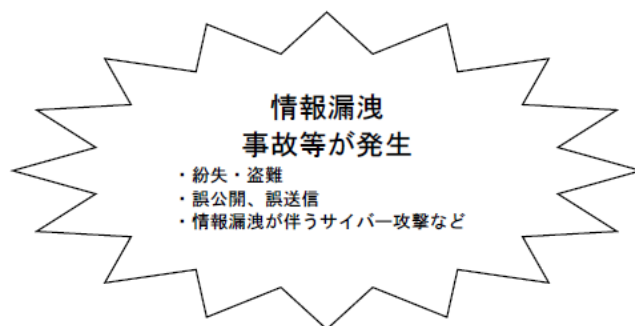 情報漏洩
事故等が発生
・紛失・盗難
・誤公開、誤送信
・情報漏洩が伴うサイバー攻撃など